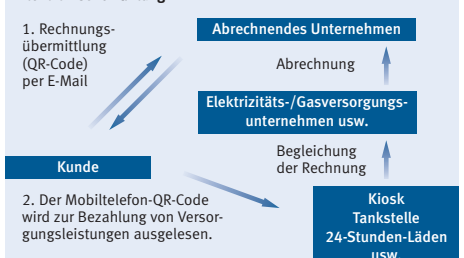 1. Rechnungs-
übermittlung
(QR-Code)
per E-Mail
Abrechnendes Unternehmen
Abrechnung
Elektrizitäts-/Gasversorgungs-
unternehmen usw.
Begleichung
der Rechnung
Kunde
2. Der Mobiltelefon-QR-Code
wird zur Bezahlung von Versor-
gungsleistungen ausgelesen.
Kiosk
Tankstelle
24-Stunden-Läden
usw.